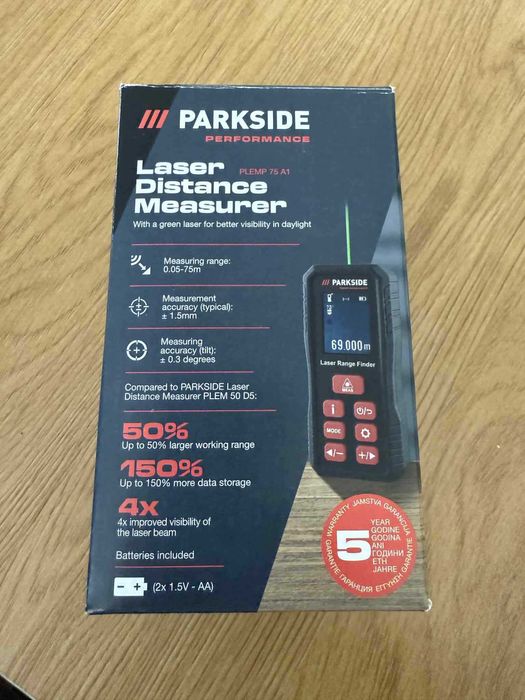 PARKSIDE
PERFORMANCE
Laser
Distance
Measurer
PLEMP 75 A1
With a green laser for better visibility in daylight
Measuring range:
0.05-75m
Measurement
accuracy (typical):
± 1.5mm
Measuring
accuracy (tilt):
± 0.3 degrees
Compared to PARKSIDE Laser
Distance Measurer PLEM 50 D5:
50%
Up to 50% larger working range
150%
Up to 150% more data storage
4x
4x improved visibility of
the laser beam
Batteries included
(2x 1.5V - AA)
PARKSIDE
69.000m
Laser Range Finder
MEAS
i
MODE
◀/−
+/▶
WARRANTY JAMSTVA GARANCIJA
GARANTIE ГАРАНЦИЯ ΕΓΓΥΗΣΗ GARANTIE
5
YEAR
GODINE
GODINA
ANI
ГОДИНИ
ΕΤΗ
JAHRE